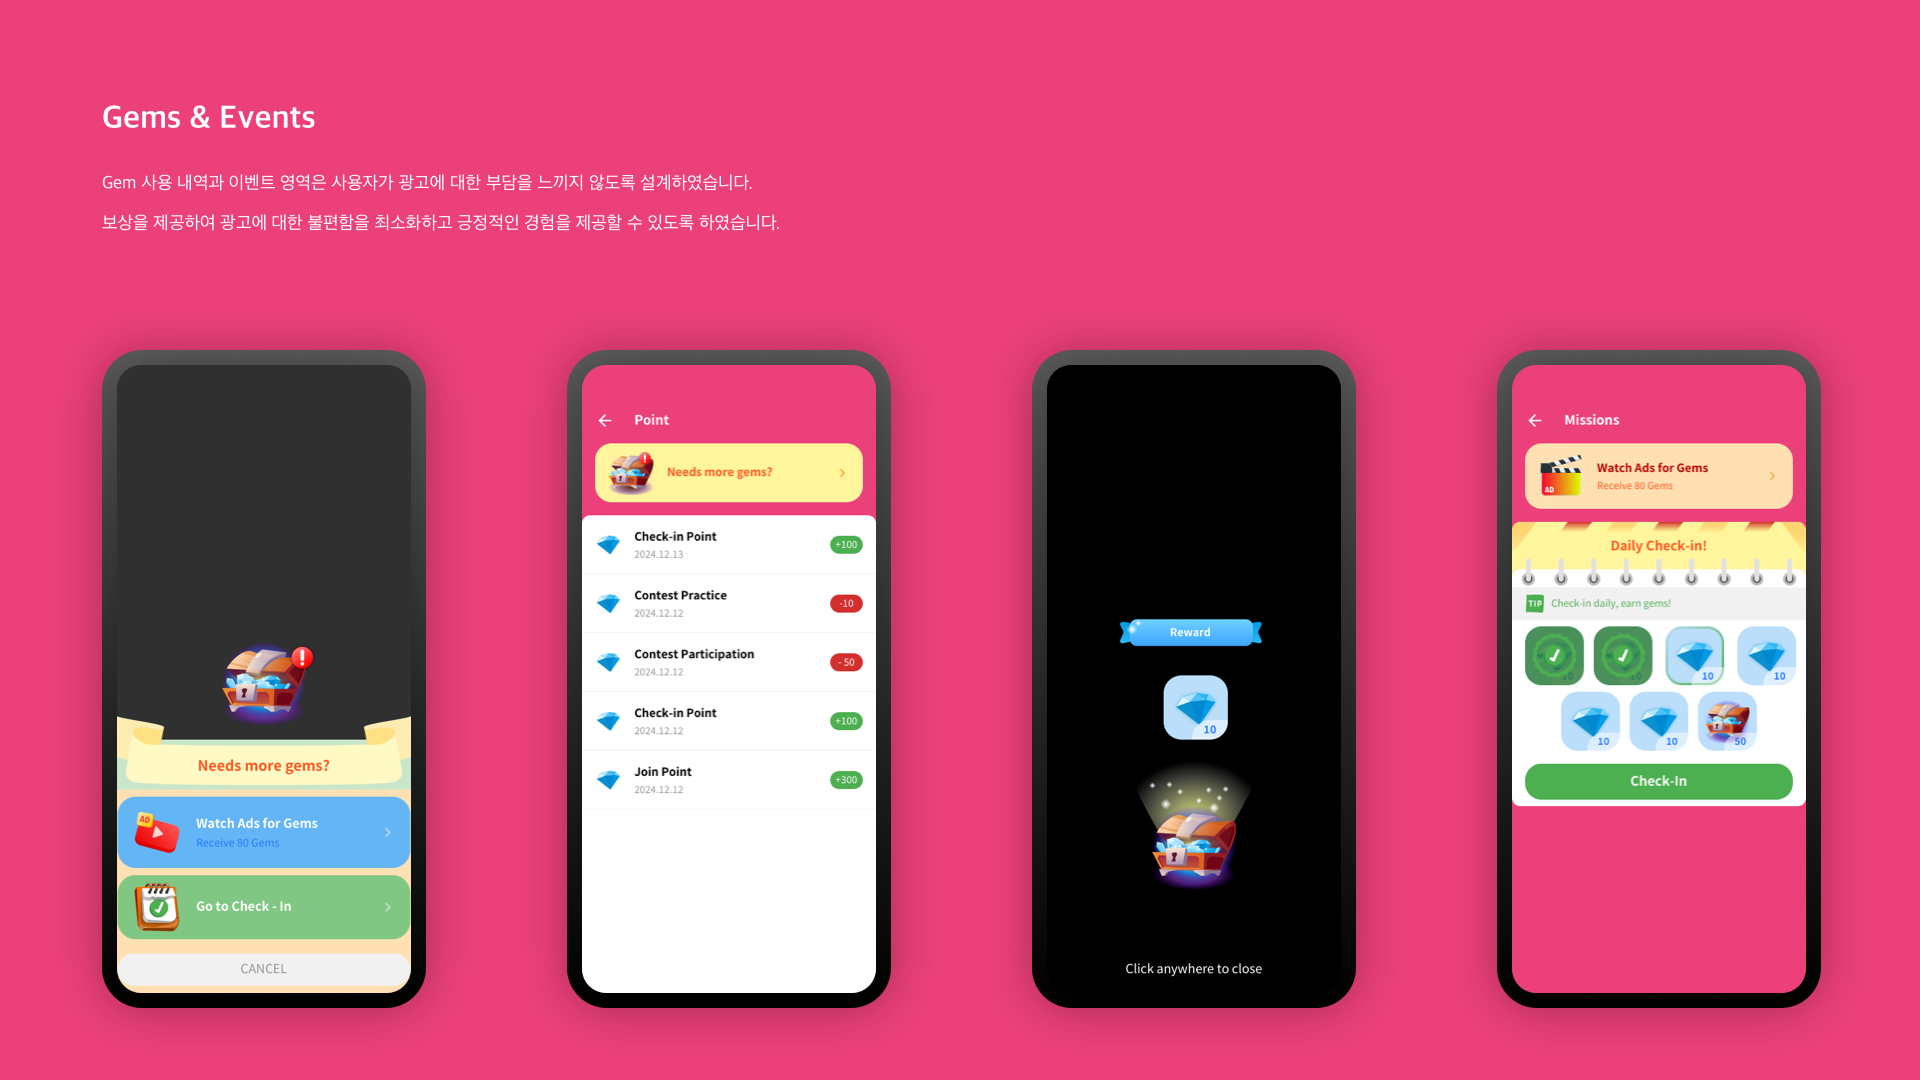 Gems & Events
Gem 사용 내역과 이벤트 영역은 사용자가 광고에 대한 부담을 느끼지 않도록 설계하였습니다.
보상을 제공하여 광고에 대한 불편함을 최소화하고 긍정적인 경험을 제공할 수 있도록 하였습니다.
!
Needs more gems?
AD
Watch Ads for Gems
Receive 80 Gems
Go to Check - In
CANCEL
Point
!
Needs more gems?
Check-in Point
2024.12.13
+100
Contest Practice
2024.12.12
-10
Contest Participation
2024.12.12
- 50
Check-in Point
2024.12.12
+100
Join Point
2024.12.12
+300
Reward
10
Click anywhere to close
Missions
AD
Watch Ads for Gems
Receive 80 Gems
Daily Check-in!
TIP
Check-in daily, earn gems!
10
10
10
10
10
10
50
Check-In